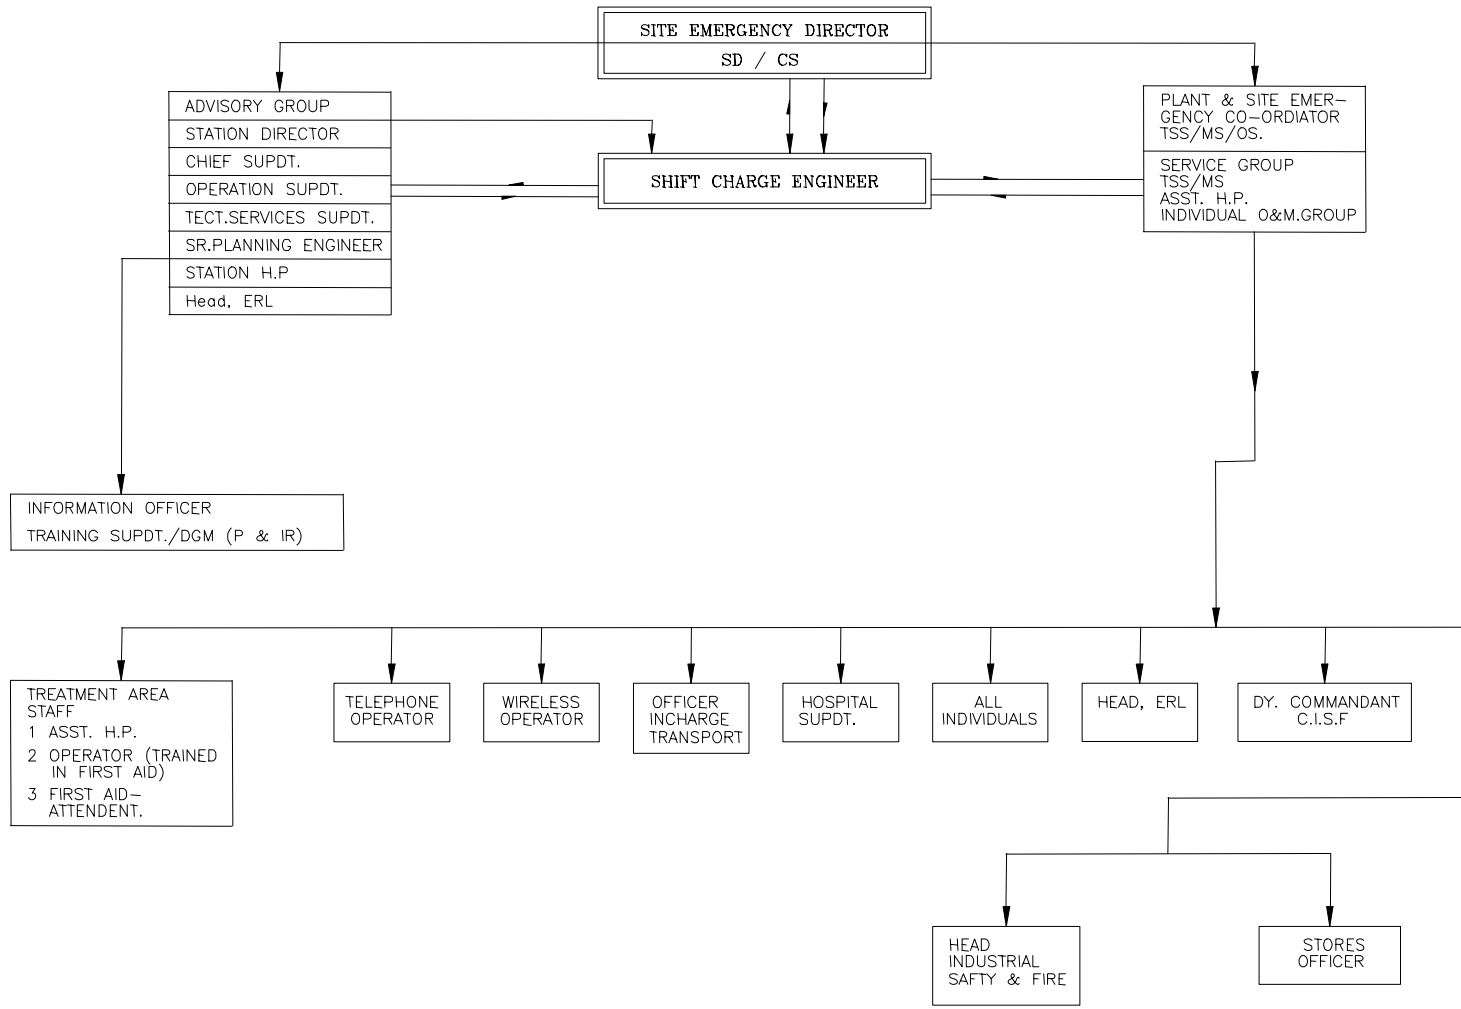 SITE EMERGENCY DIRECTOR
SD / CS
ADVISORY GROUP
STATION DIRECTOR
CHIEF SUPDT.
OPERATION SUPDT.
TECT.SERVICES SUPDT.
SR.PLANNING ENGINEER
STATION H.P
Head, ERL
SHIFT CHARGE ENGINEER
PLANT & SITE EMER-
GENCY CO-ORDIATOR
TSS/MS/OS.
SERVICE GROUP
TSS/MS
ASST. H.P.
INDIVIDUAL O&M.GROUP
INFORMATION OFFICER
TRAINING SUPDT./DGM (P & IR)
TREATMENT AREA
STAFF
1 ASST. H.P.
2 OPERATOR (TRAINED
IN FIRST AID)
3 FIRST AID-
ATTENDENT.
TELEPHONE
OPERATOR
WIRELESS
OPERATOR
OFFICER
INCHARGE
TRANSPORT
HOSPITAL
SUPDT.
ALL
INDIVIDUALS
HEAD, ERL
DY. COMMANDANT
C.I.S.F
HEAD
INDUSTRIAL
SAFTY & FIRE
STORES
OFFICER